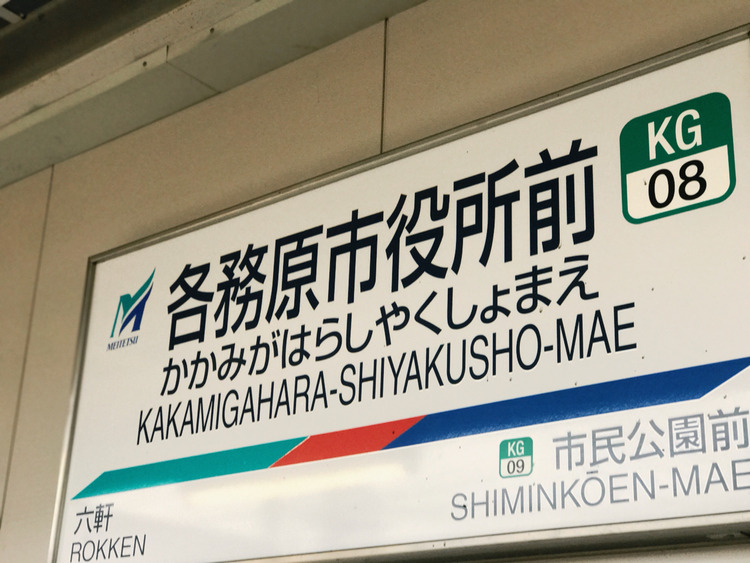 KG
08
各務原市役所前
かかみがはらしやくしょまえ
MEITETSU
KAKAMIGAHARA-SHIYAKUSHO-MAE
六軒
ROKKEN
KG
09
市民公園前
SHIMINKŌEN-MAE